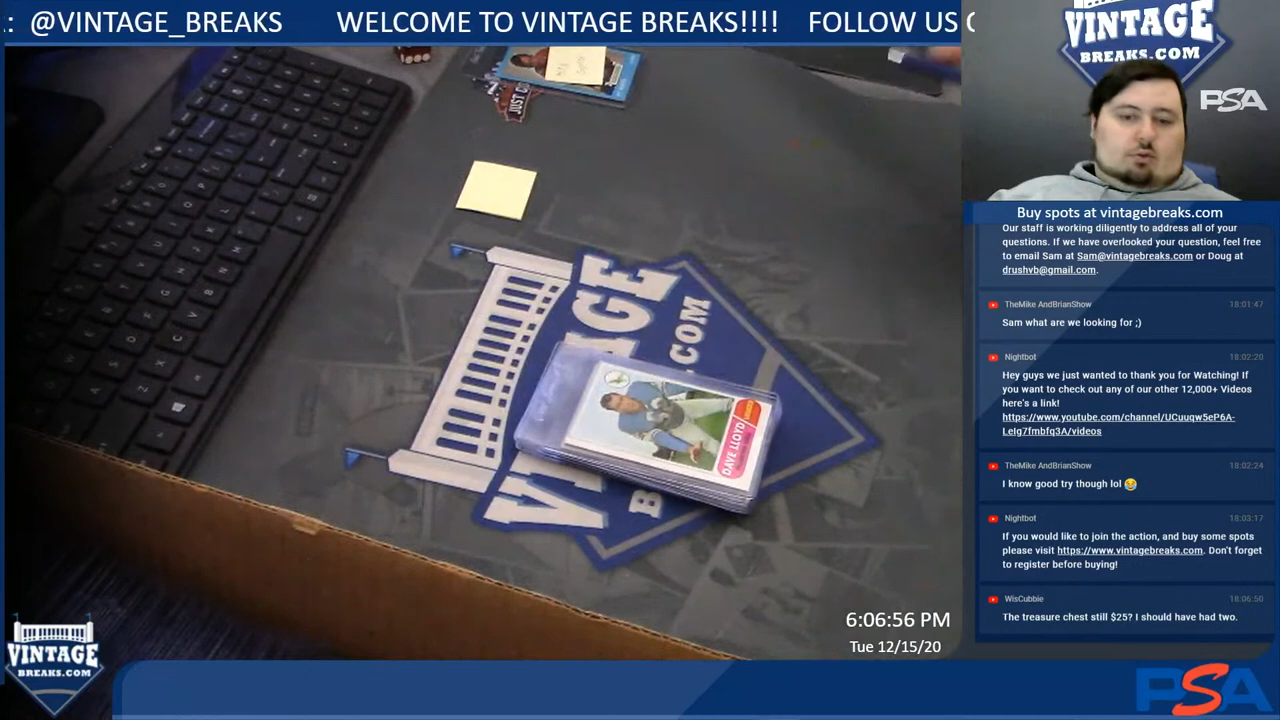 : @VINTAGE_BREAKS WELCOME TO VINTAGE BREAKS!!!! FOLLOW US
VINTAGE
BREAKS.COM
PSA
JUST
VINTAGE
B .COM
DAVE LLOYD
Buy spots at vintagebreaks.com
Our staff is working diligently to address all of your
questions. If we have overlooked your question, feel free
to email Sam at Sam@vintagebreaks.com or Doug at
drushvb@gmail.com.
TheMike AndBrianShow 18:01:47
Sam what are we looking for ;)
Nightbot 18:02:20
Hey guys we just wanted to thank you for Watching! If
you want to check out any of our other 12,000+ Videos
here's a link!
https://www.youtube.com/channel/UCuuqw5eP6A-
LeIg7fmbfq3A/videos
TheMike AndBrianShow 18:02:24
I know good try though lol 😂
Nightbot 18:03:17
If you would like to join the action, and buy some spots
please visit https://www.vintagebreaks.com. Don't forget
to register before buying!
WisCubbie 18:06:50
The treasure chest still $25? I should have had two.
6:06:56 PM
Tue 12/15/20
VINTAGE
BREAKS.COM
PSA